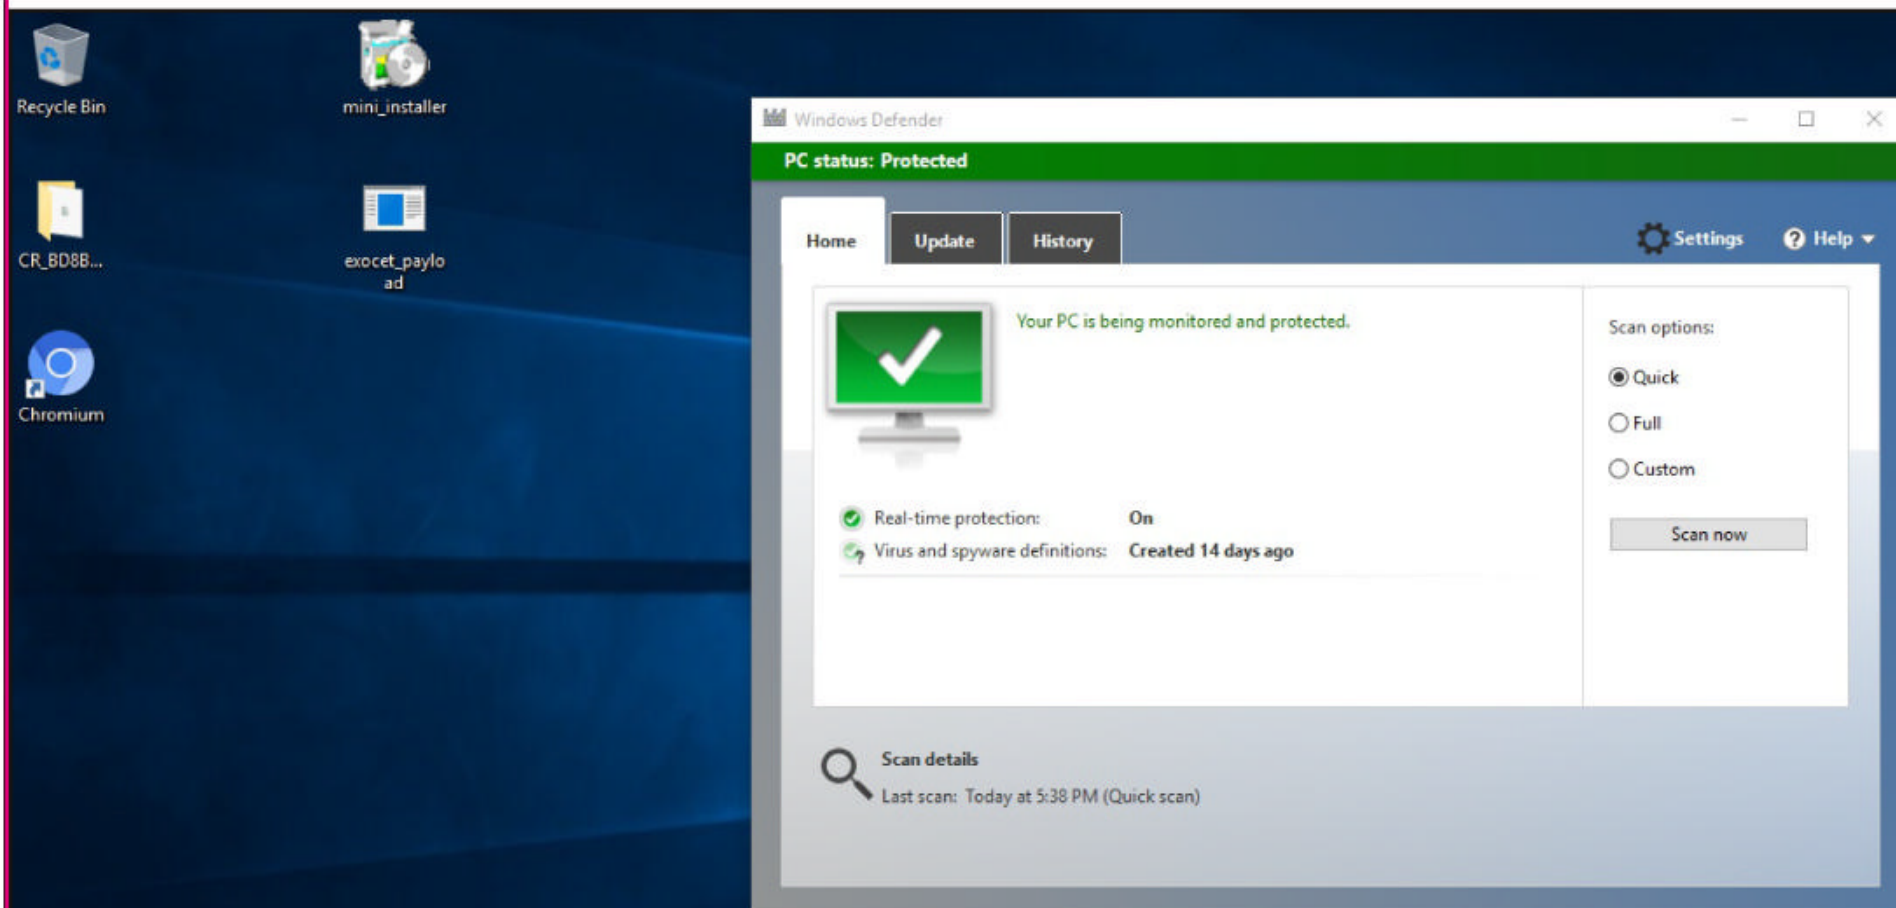 Recycle Bin
mini_installer
CR_BD8B...
exocet_paylo
ad
Chromium
Windows Defender
PC status: Protected
Home
Update
History
Settings
Help
Your PC is being monitored and protected.
Scan options:
Quick
Full
Custom
Scan now
Real-time protection: On
Virus and spyware definitions: Created 14 days ago
Scan details
Last scan: Today at 5:38 PM (Quick scan)